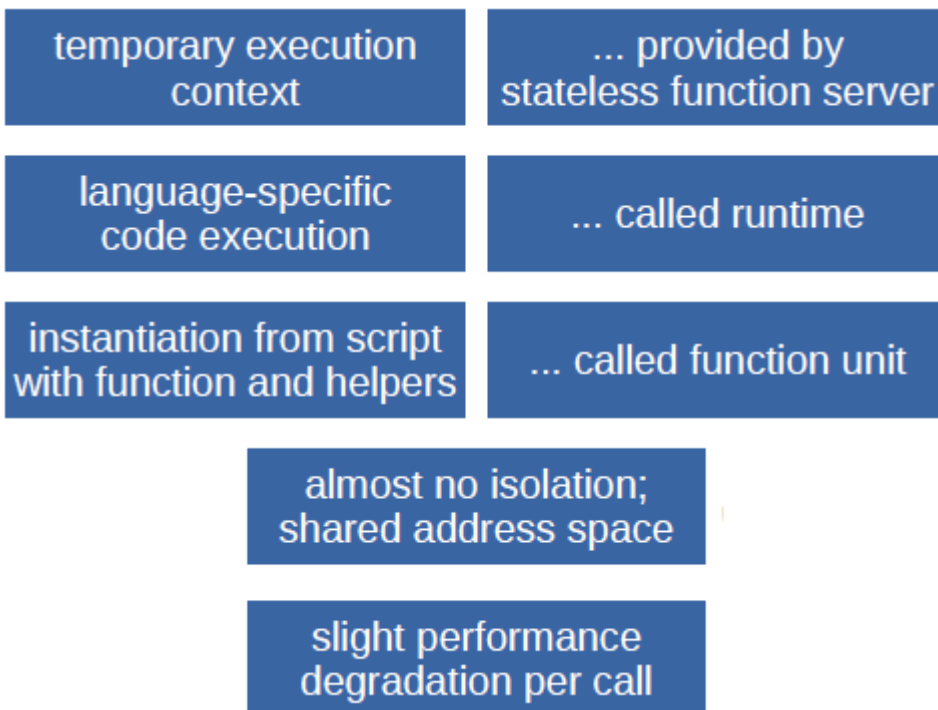 temporary execution
context
... provided by
stateless function server
language-specific
code execution
... called runtime
instantiation from script
with function and helpers
... called function unit
almost no isolation;
shared address space
slight performance
degradation per call